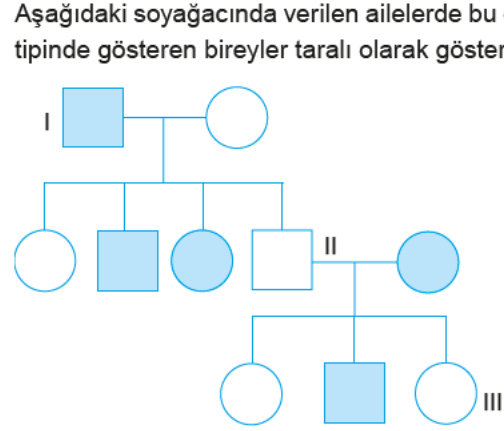 Aşağıdaki soyağacında verilen ailelerde bu
tipinde gösteren bireyler taralı olarak göster
I
II
III